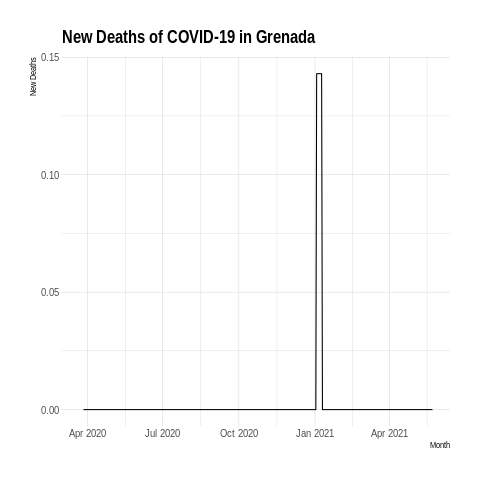 New Deaths of COVID-19 in Grenada
New Deaths
0.15
0.10
0.05
0.00
Apr 2020
Jul 2020
Oct 2020
Jan 2021
Apr 2021
Month